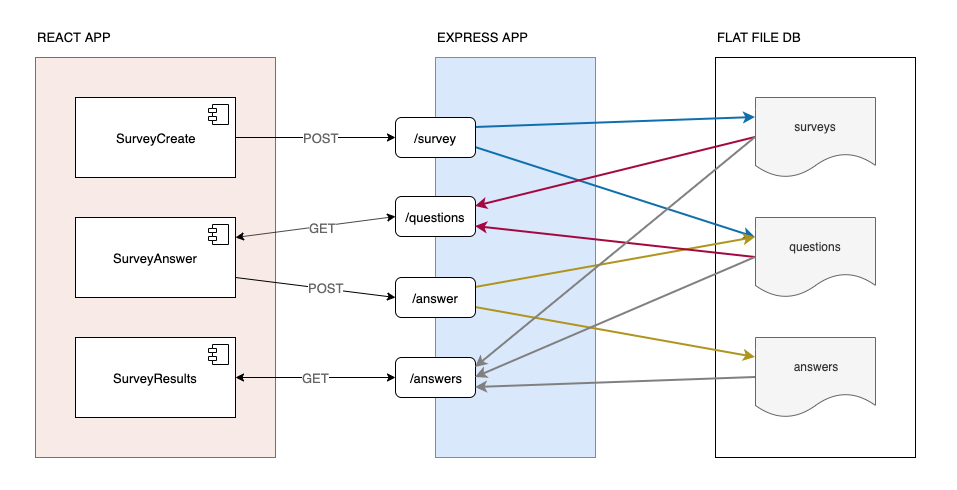 REACT APP
EXPRESS APP
FLAT FILE DB
SurveyCreate
POST
/survey
surveys
SurveyAnswer
GET
/questions
questions
POST
/answer
SurveyResults
GET
/answers
answers